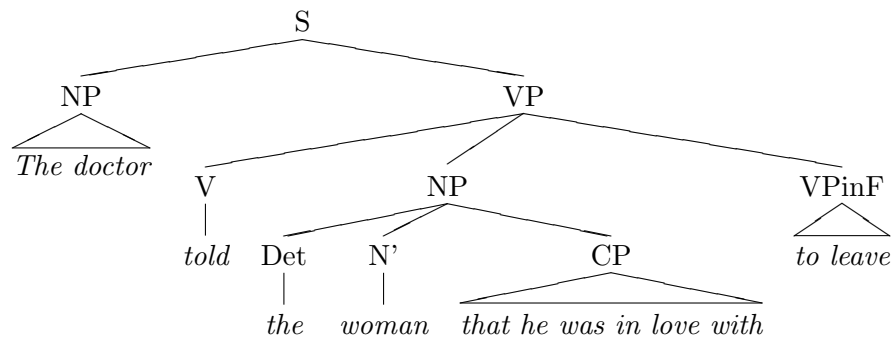 S
NP VP
The doctor
V NP VPinF
told Det N' CP to leave
the woman that he was in love with